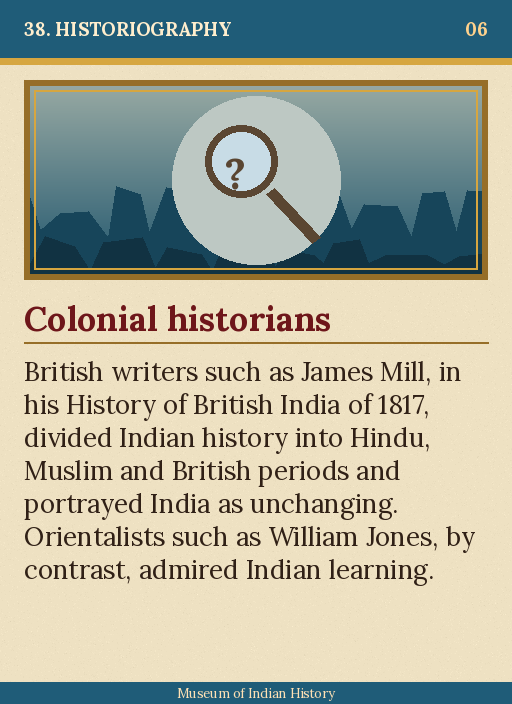 38. HISTORIOGRAPHY
06
?
Colonial historians
British writers such as James Mill, in
his History of British India of 1817,
divided Indian history into Hindu,
Muslim and British periods and
portrayed India as unchanging.
Orientalists such as William Jones, by
contrast, admired Indian learning.
Museum of Indian History